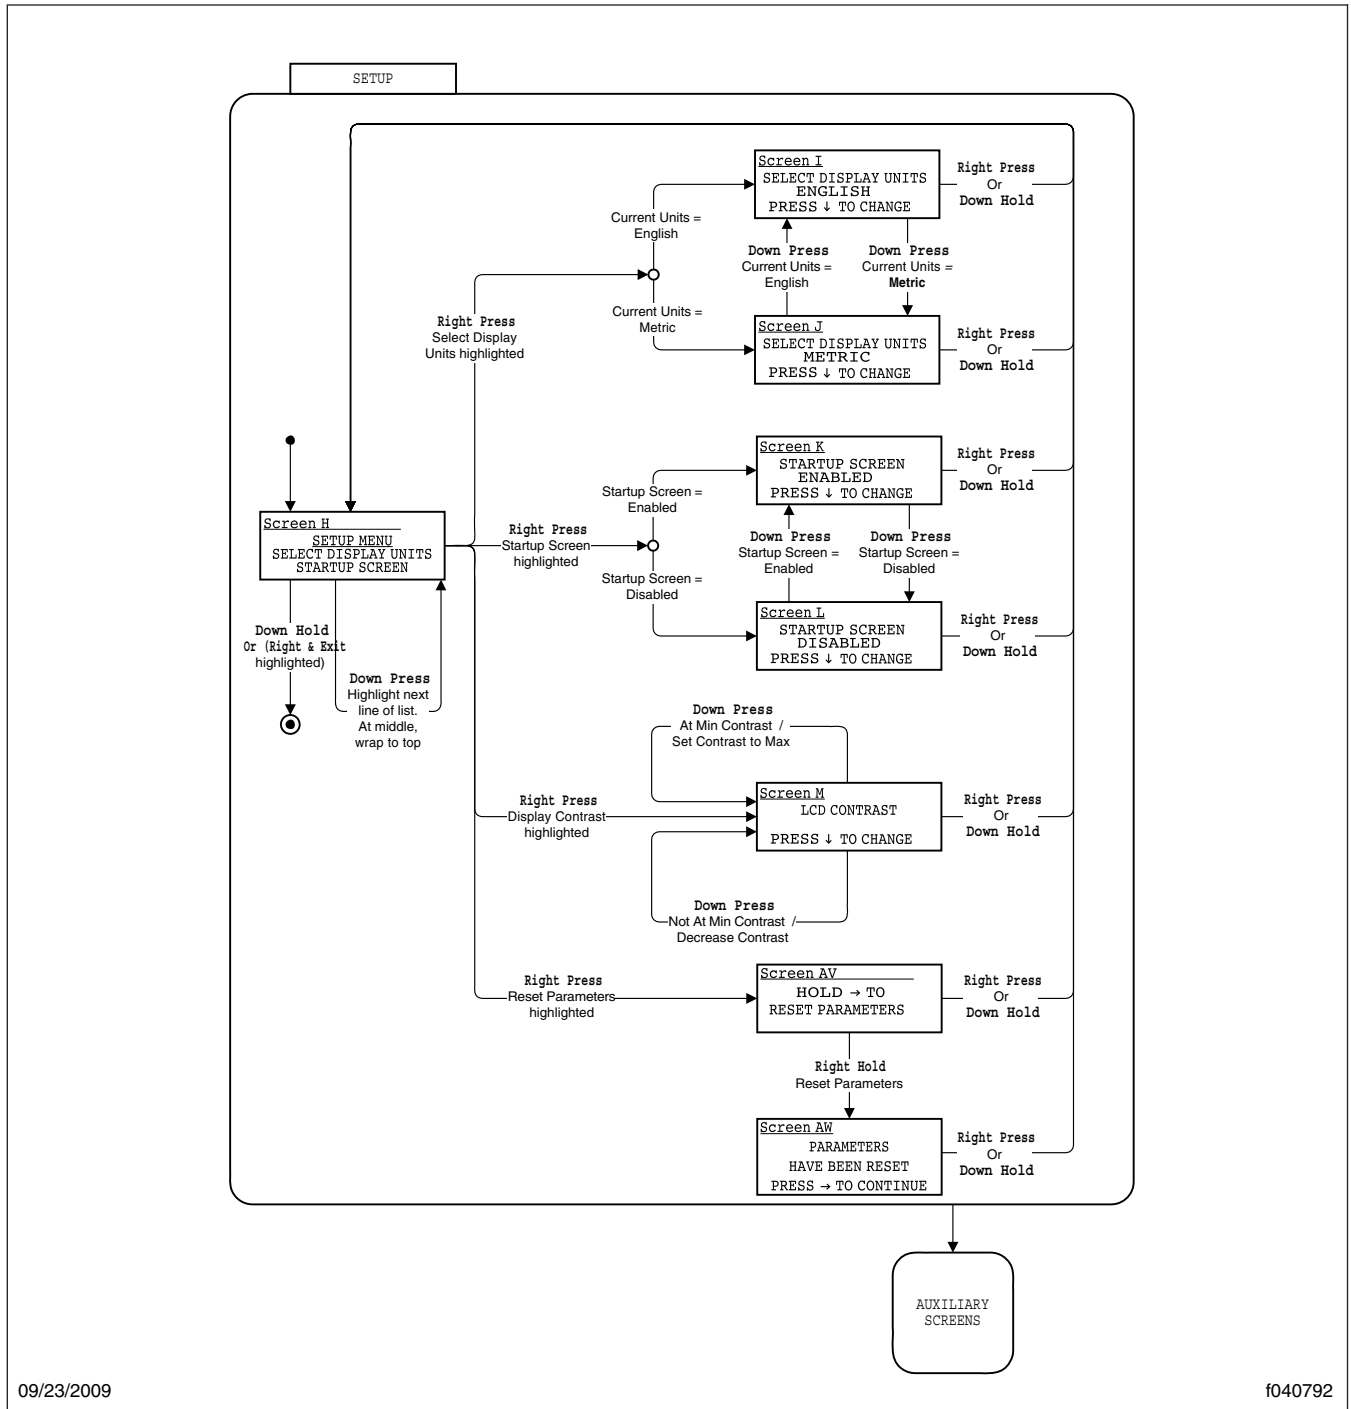 SETUP
Screen I
SELECT DISPLAY UNITS
ENGLISH
PRESS ↓ TO CHANGE
Right Press
Or
Down Hold
Current Units =
English
Down Press
Current Units =
English
Down Press
Current Units =
Metric
Current Units =
Metric
Right Press
Select Display
Units highlighted
Screen J
SELECT DISPLAY UNITS
METRIC
PRESS ↓ TO CHANGE
Right Press
Or
Down Hold
Screen K
STARTUP SCREEN
ENABLED
PRESS ↓ TO CHANGE
Right Press
Or
Down Hold
Startup Screen =
Enabled
Screen H
SETUP MENU
SELECT DISPLAY UNITS
STARTUP SCREEN
Right Press
Startup Screen
highlighted
Down Press
Startup Screen =
Enabled
Down Press
Startup Screen =
Disabled
Startup Screen =
Disabled
Screen L
STARTUP SCREEN
DISABLED
PRESS ↓ TO CHANGE
Right Press
Or
Down Hold
Down Hold
Or (Right & Exit
highlighted)
Down Press
Highlight next
line of list.
At middle,
wrap to top
Down Press
At Min Contrast /
Set Contrast to Max
Right Press
Display Contrast
highlighted
Screen M
LCD CONTRAST
PRESS ↓ TO CHANGE
Right Press
Or
Down Hold
Down Press
Not At Min Contrast /
Decrease Contrast
Right Press
Reset Parameters
highlighted
Screen AV
HOLD → TO
RESET PARAMETERS
Right Press
Or
Down Hold
Right Hold
Reset Parameters
Screen AW
PARAMETERS
HAVE BEEN RESET
PRESS → TO CONTINUE
Right Press
Or
Down Hold
AUXILIARY
SCREENS
09/23/2009
f040792